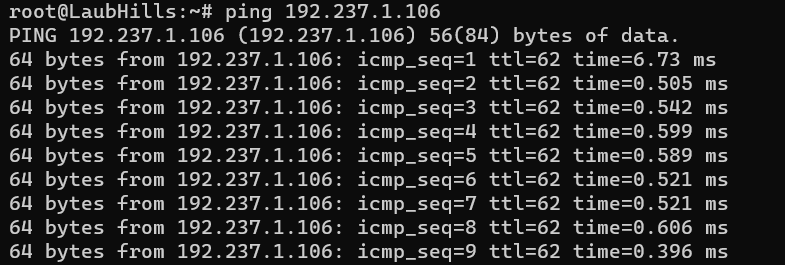 root@LaubHills:~# ping 192.237.1.106
PING 192.237.1.106 (192.237.1.106) 56(84) bytes of data.
64 bytes from 192.237.1.106: icmp_seq=1 ttl=62 time=6.73 ms
64 bytes from 192.237.1.106: icmp_seq=2 ttl=62 time=0.505 ms
64 bytes from 192.237.1.106: icmp_seq=3 ttl=62 time=0.542 ms
64 bytes from 192.237.1.106: icmp_seq=4 ttl=62 time=0.599 ms
64 bytes from 192.237.1.106: icmp_seq=5 ttl=62 time=0.589 ms
64 bytes from 192.237.1.106: icmp_seq=6 ttl=62 time=0.521 ms
64 bytes from 192.237.1.106: icmp_seq=7 ttl=62 time=0.521 ms
64 bytes from 192.237.1.106: icmp_seq=8 ttl=62 time=0.606 ms
64 bytes from 192.237.1.106: icmp_seq=9 ttl=62 time=0.396 ms